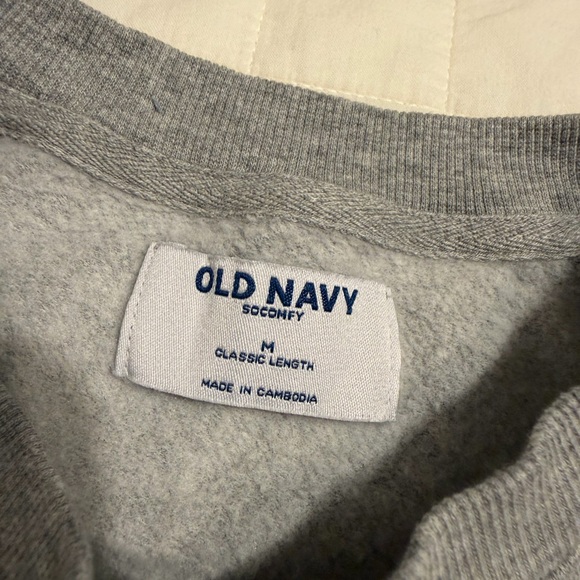 OLD NAVY
SOCOMFY
M
CLASSIC LENGTH
MADE IN CAMBODIA